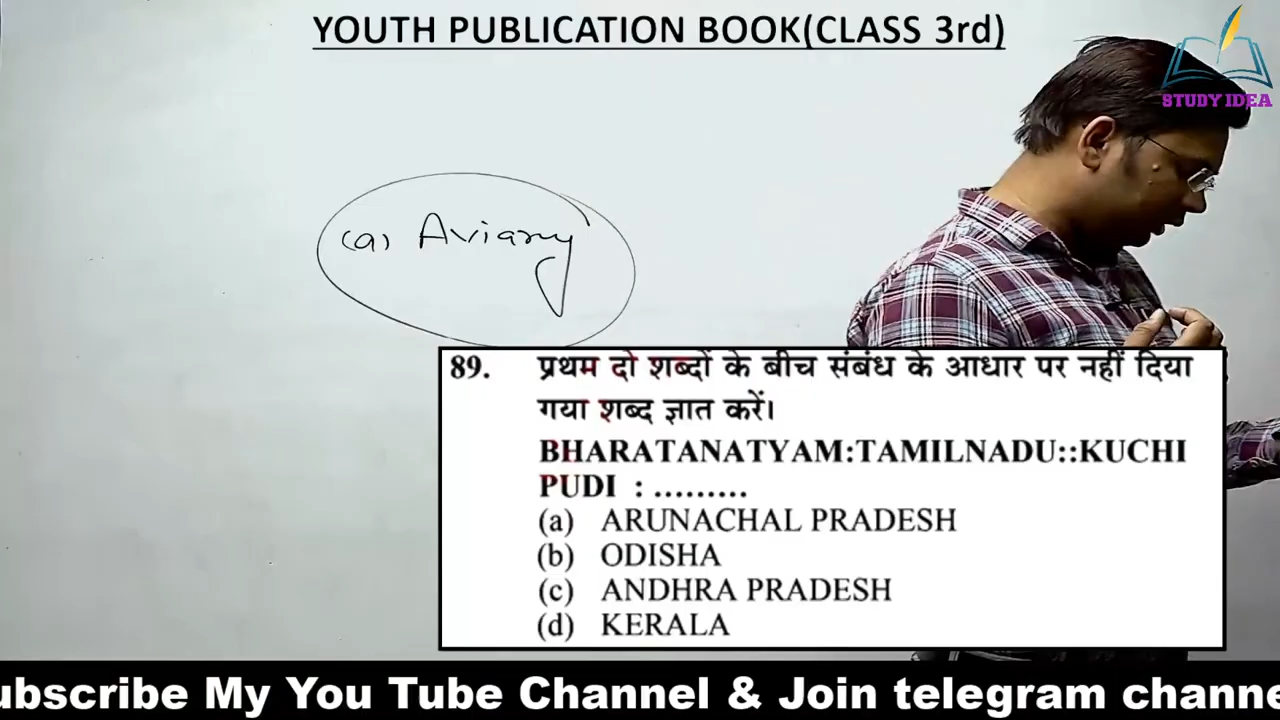 YOUTH PUBLICATION BOOK(CLASS 3rd)
STUDY IDEA
(a) Aviary
89. प्रथम दो शब्दों के बीच संबंध के आधार पर नहीं दिया
गया शब्द ज्ञात करें।
BHARATANATYAM:TAMILNADU::KUCHI
PUDI : .........
(a) ARUNACHAL PRADESH
(b) ODISHA
(c) ANDHRA PRADESH
(d) KERALA
ubscribe My You Tube Channel & Join telegram channe